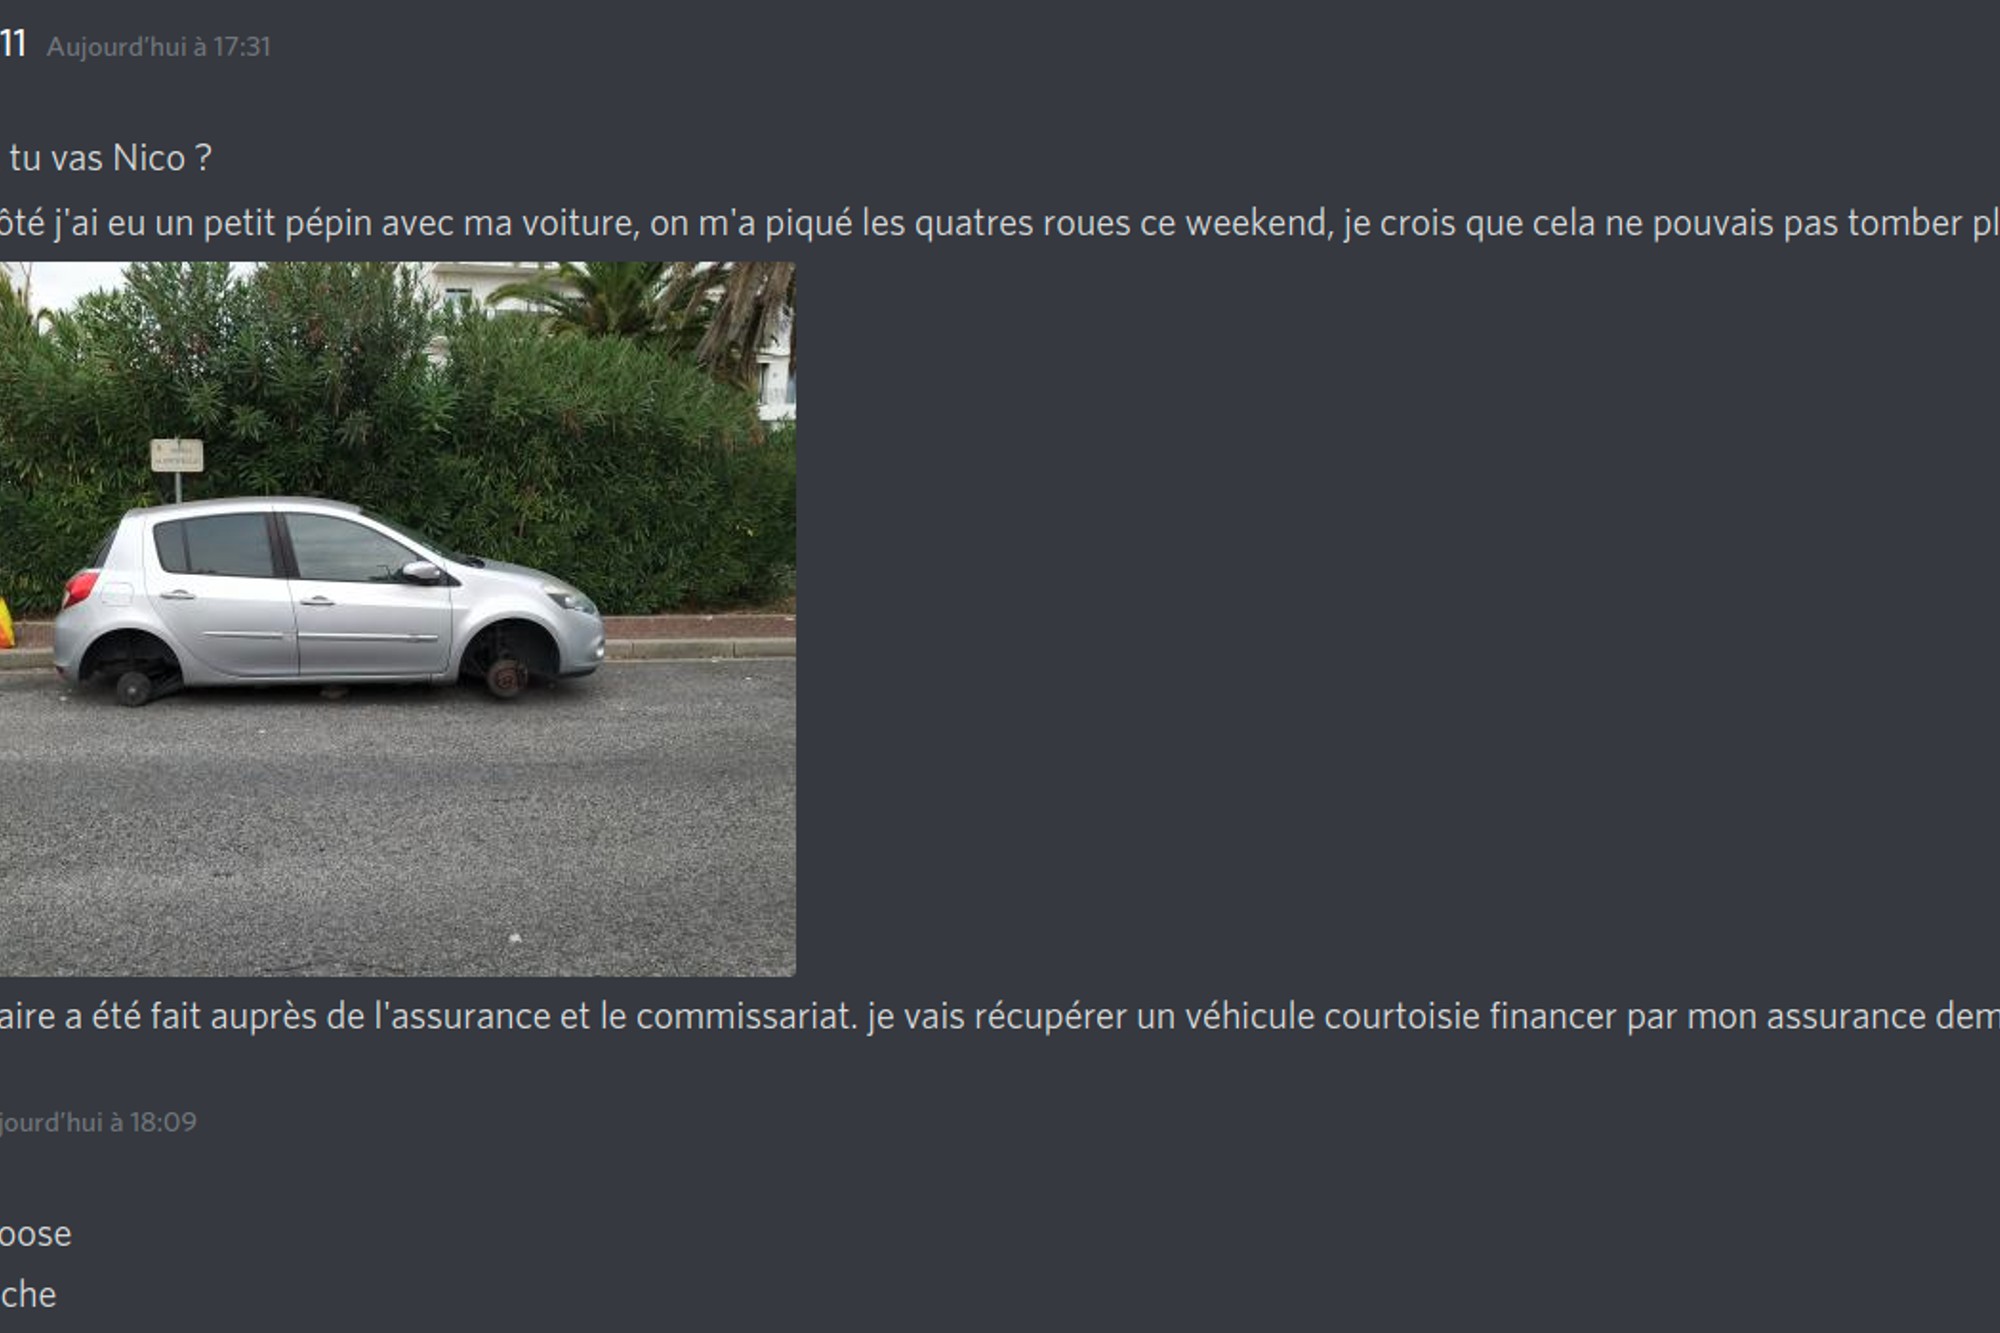 11 Aujourd'hui à 17:31
tu vas Nico ?
ôté j'ai eu un petit pépin avec ma voiture, on m'a piqué les quatres roues ce weekend, je crois que cela ne pouvais pas tomber pl
aire a été fait auprès de l'assurance et le commissariat. je vais récupérer un véhicule courtoisie financer par mon assurance dem
jourd'hui à 18:09
oose
che